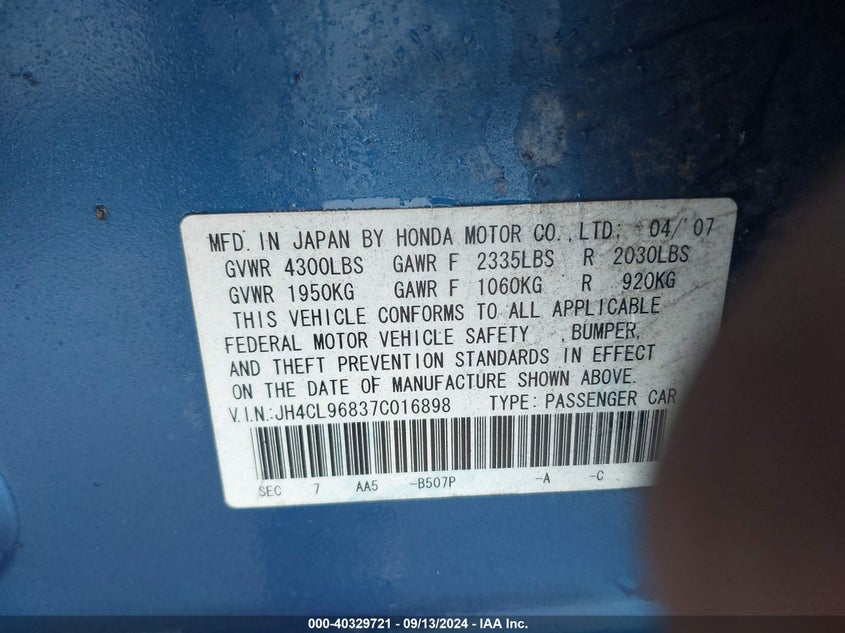 MFD. IN JAPAN BY HONDA MOTOR CO., LTD; 04/'07
GVWR 4300LBS GAWR F 2335LBS R 2030LBS
GVWR 1950KG GAWR F 1060KG R 920KG
THIS VEHICLE CONFORMS TO ALL APPLICABLE
FEDERAL MOTOR VEHICLE SAFETY , BUMPER,
AND THEFT PREVENTION STANDARDS IN EFFECT
ON THE DATE OF MANUFACTURE SHOWN ABOVE.
V.I.N.:JH4CL96837C016898 TYPE: PASSENGER CAR
SEC 7 AA5 -B507P -A -C
000-40329721 - 09/13/2024 - IAA Inc.